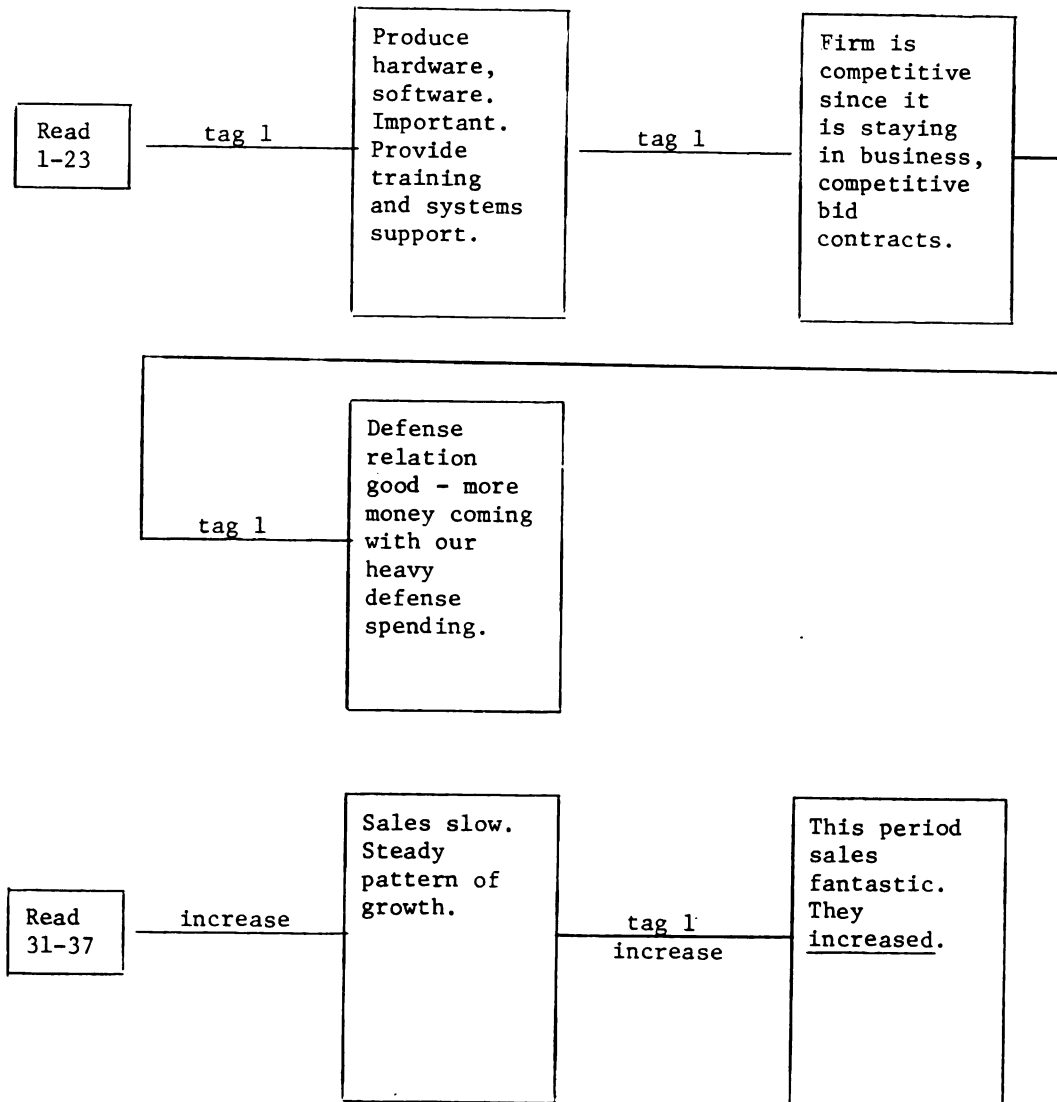 Read
1-23
tag 1
Produce
hardware,
software.
Important.
Provide
training
and systems
support.
tag 1
Firm is
competitive
since it
is staying
in business,
competitive
bid
contracts.
tag 1
Defense
relation
good - more
money coming
with our
heavy
defense
spending.
Read
31-37
increase
Sales slow.
Steady
pattern of
growth.
tag 1
increase
This period
sales
fantastic.
They
increased.